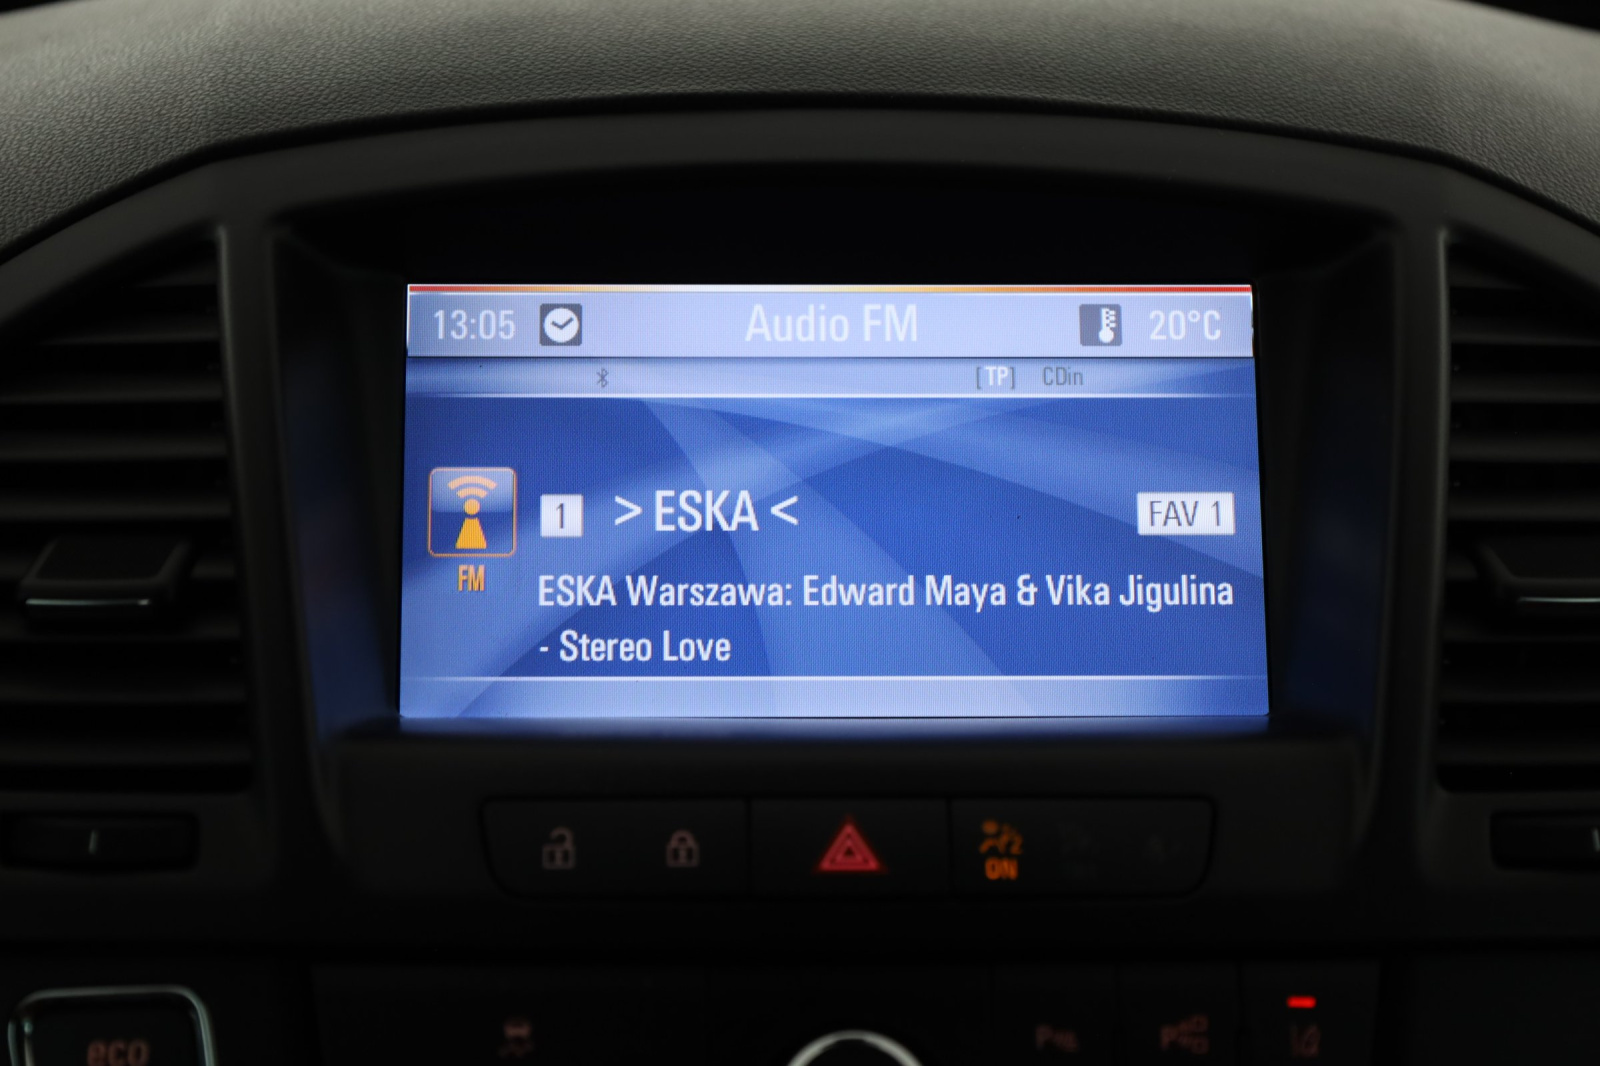 13:05 Audio FM 20°C
[TP] CDin
1 > ESKA < FAV 1
FM
ESKA Warszawa: Edward Maya & Vika Jigulina
- Stereo Love
ON
eco